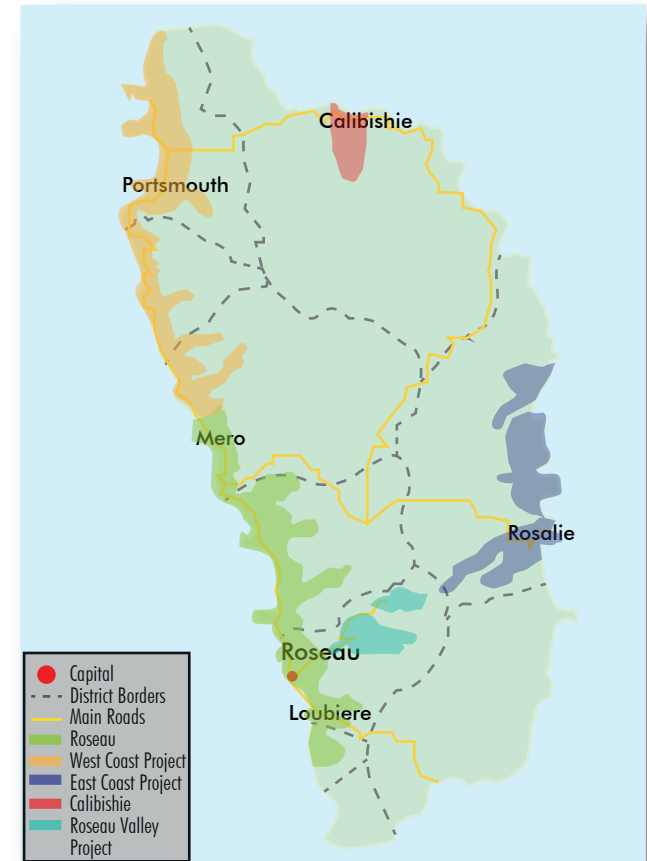 Calibishie
Portsmouth
Mero
Rosalie
Roseau
Loubiere
Capital
District Borders
Main Roads
Roseau
West Coast Project
East Coast Project
Calibishie
Roseau Valley
Project